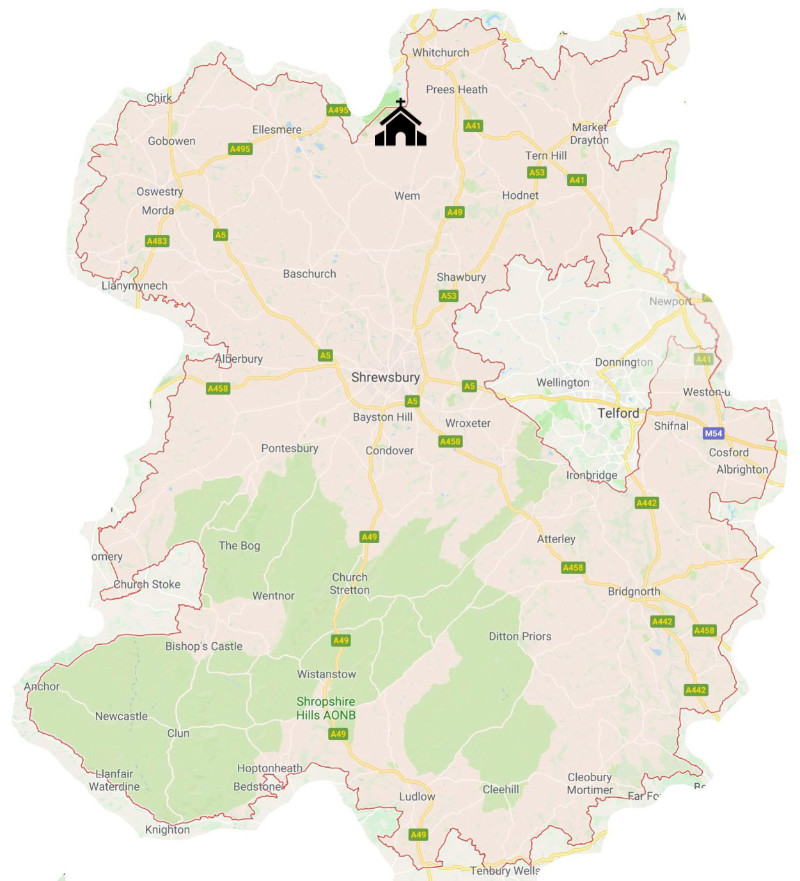 M
Whitchurch
Prees Heath
Chirk
A495
Ellesmere
A41
Market
Drayton
Gobowen
A495
Tern Hill
A53
A41
Oswestry
Wem
Hodnet
Morda
A49
A483
A5
Baschurch
Shawbury
Llanymynech
A53
Newport
Alberbury
A5
A41
Donnington
Shrewsbury
Wellington
A458
A5
Weston-u
A5
Telford
Bayston Hill
Wroxeter
Shifnal
M54
A458
Pontesbury
Condover
Cosford
Albrighton
Ironbridge
A442
A49
Atterley
The Bog
omery
A458
Church
Stretton
Church Stoke
Wentnor
Bridgnorth
A442
A458
A49
Ditton Priors
Bishop's Castle
Wistanstow
Anchor
A442
Shropshire
Hills AONB
Newcastle
Clun
A49
Hoptonheath
Llanfair
Waterdine
Bedstone
Cleobury
Mortimer
Cleehill
Ludlow
Far Fo
Knighton
A49
Tenbury Wells